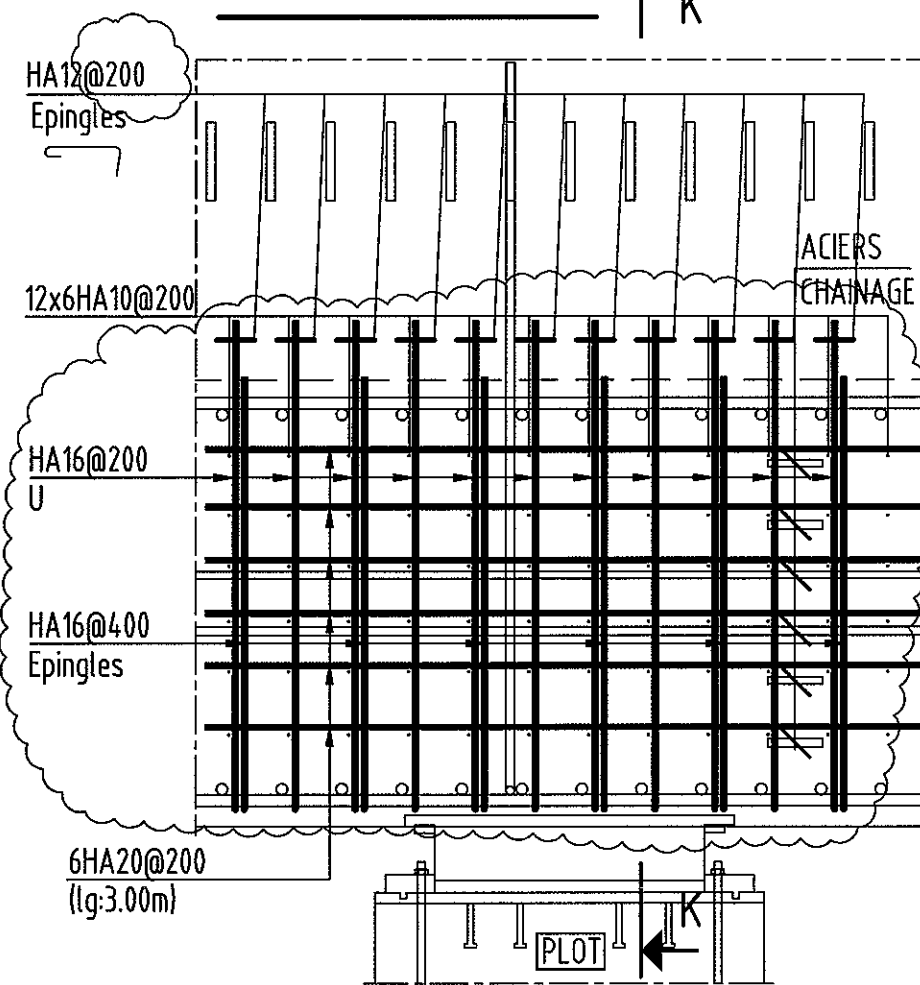 K
HA12@200
Epingles
ACIERS
CHAINAGE
12x6HA10@200
HA16@200
U
HA16@400
Epingles
6HA20@200
(lg:3.00m)
K
PLOT